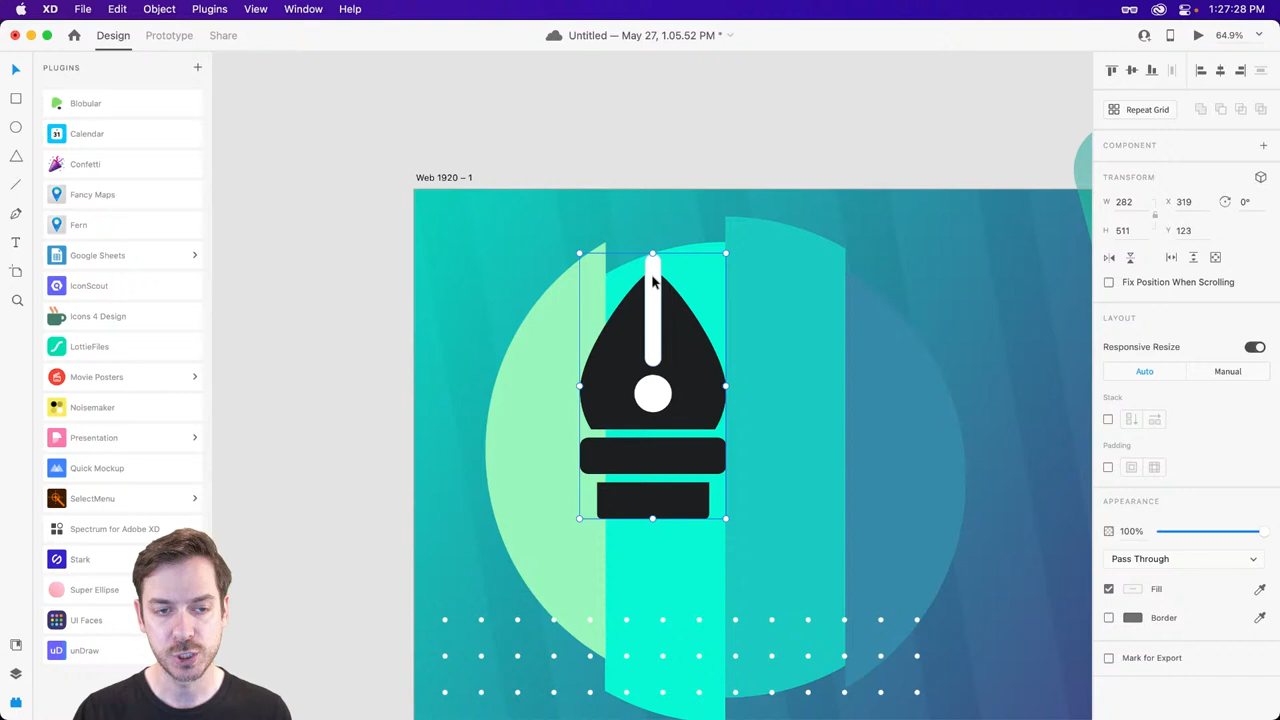 XD File Edit Object Plugins View Window Help 1:27:28 PM
Design Prototype Share Untitled — May 27, 1.05.52 PM * 64.9%
PLUGINS +
Blobular
31 Calendar
Confetti
Fancy Maps
Fern
Google Sheets
IconScout
Icons 4 Design
LottieFiles
Movie Posters
Noisemaker
Presentation
Quick Mockup
SelectMenu
Spectrum for Adobe XD
Stark
Super Ellipse
UI Faces
uD unDraw
Web 1920 – 1
Repeat Grid
COMPONENT +
TRANSFORM
W 282 X 319 0°
H 511 Y 123
Fix Position When Scrolling
LAYOUT
Responsive Resize
Auto Manual
Stack
Padding
APPEARANCE
100%
Pass Through
Fill
Border
Mark for Export